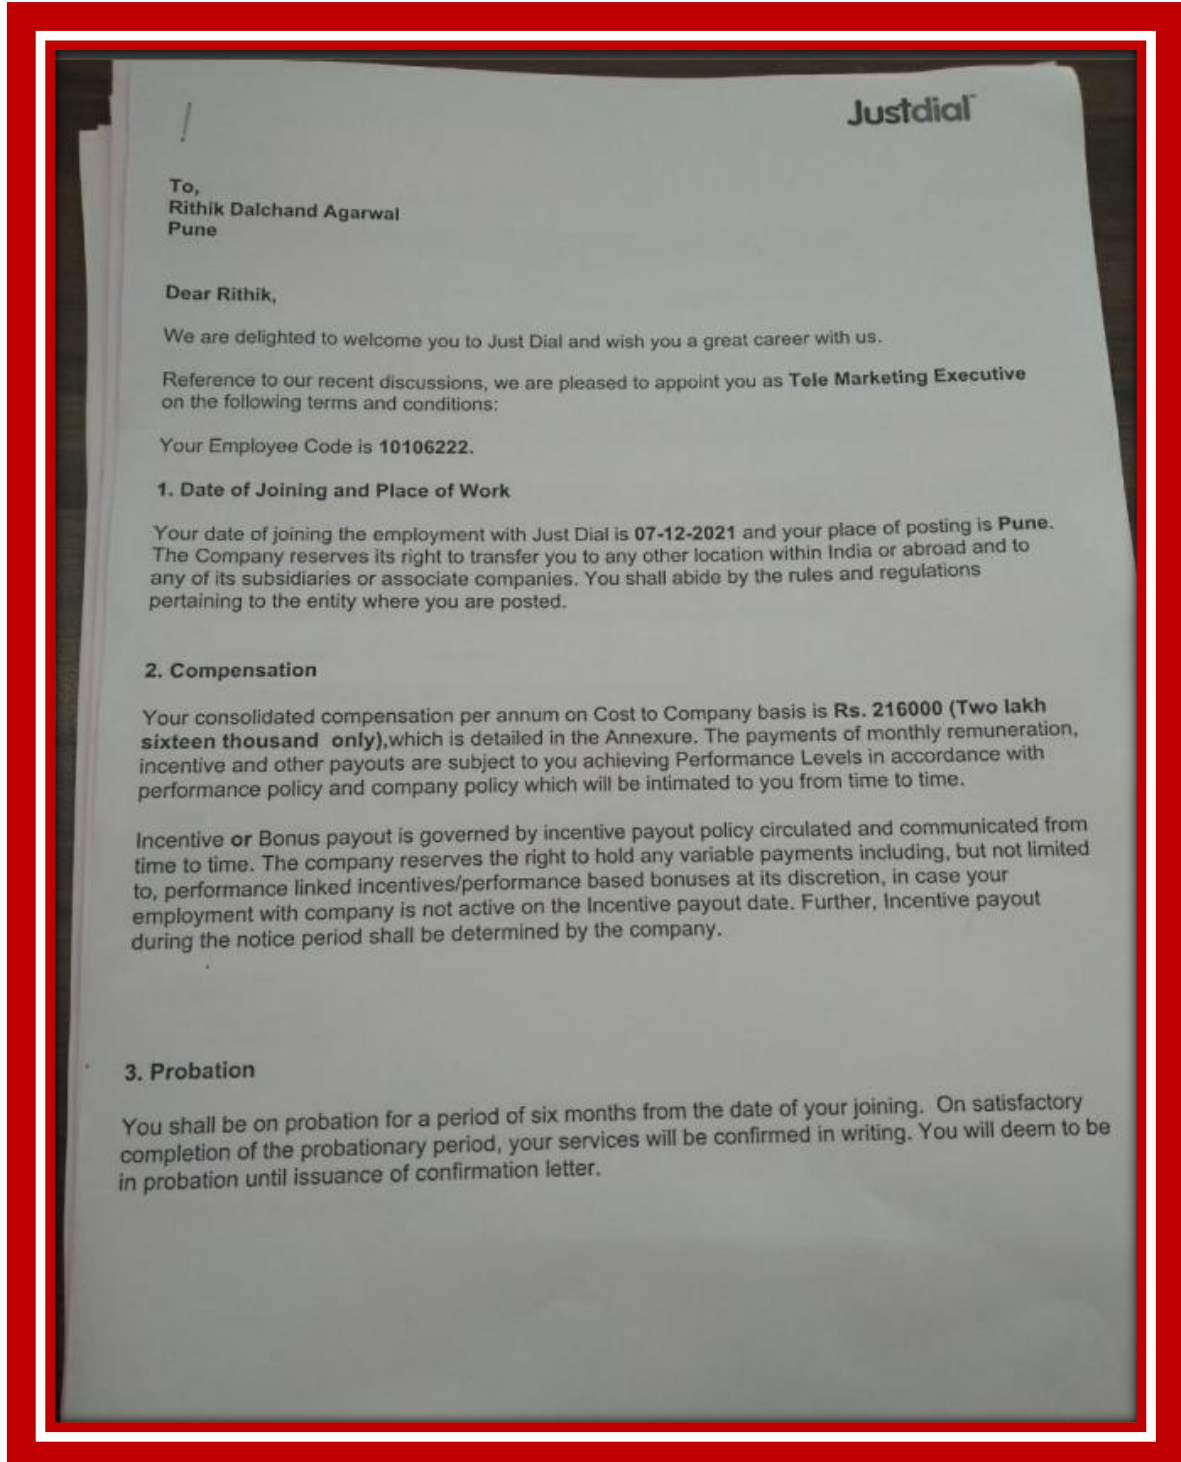 Justdial
To,
Rithik Dalchand Agarwal
Pune
Dear Rithik,
We are delighted to welcome you to Just Dial and wish you a great career with us.
Reference to our recent discussions, we are pleased to appoint you as Tele Marketing Executive
on the following terms and conditions:
Your Employee Code is 10106222.
1. Date of Joining and Place of Work
Your date of joining the employment with Just Dial is 07-12-2021 and your place of posting is Pune.
The Company reserves its right to transfer you to any other location within India or abroad and to
any of its subsidiaries or associate companies. You shall abide by the rules and regulations
pertaining to the entity where you are posted.
2. Compensation
Your consolidated compensation per annum on Cost to Company basis is Rs. 216000 (Two lakh
sixteen thousand only),which is detailed in the Annexure. The payments of monthly remuneration,
incentive and other payouts are subject to you achieving Performance Levels in accordance with
performance policy and company policy which will be intimated to you from time to time.
Incentive or Bonus payout is governed by incentive payout policy circulated and communicated from
time to time. The company reserves the right to hold any variable payments including, but not limited
to, performance linked incentives/performance based bonuses at its discretion, in case your
employment with company is not active on the Incentive payout date. Further, Incentive payout
during the notice period shall be determined by the company.
3. Probation
You shall be on probation for a period of six months from the date of your joining. On satisfactory
completion of the probationary period, your services will be confirmed in writing. You will deem to be
in probation until issuance of confirmation letter.